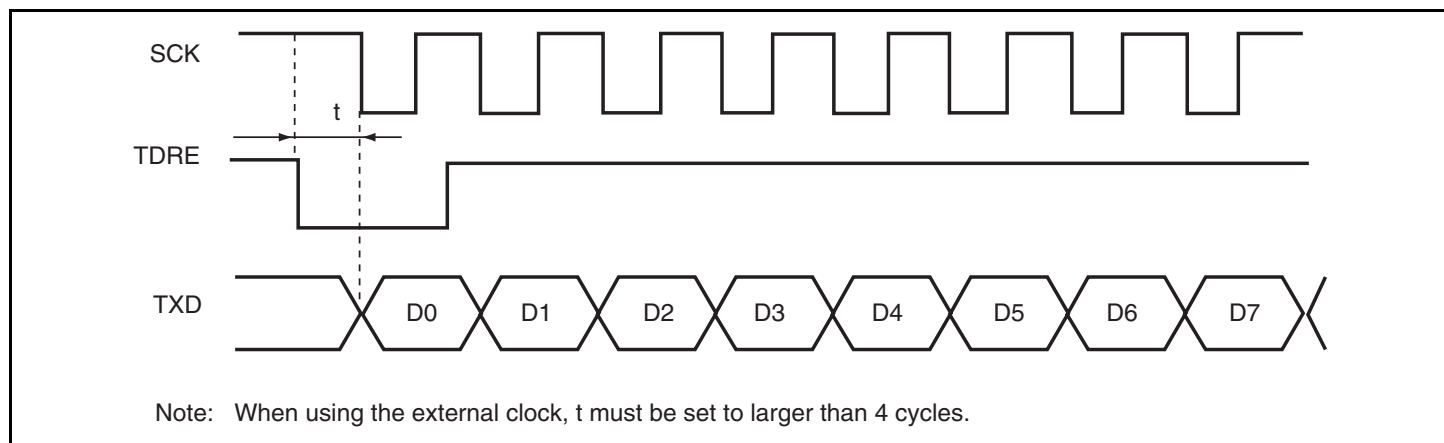 SCK
t
TDRE
TXD
D0 D1 D2 D3 D4 D5 D6 D7
Note: When using the external clock, t must be set to larger than 4 cycles.